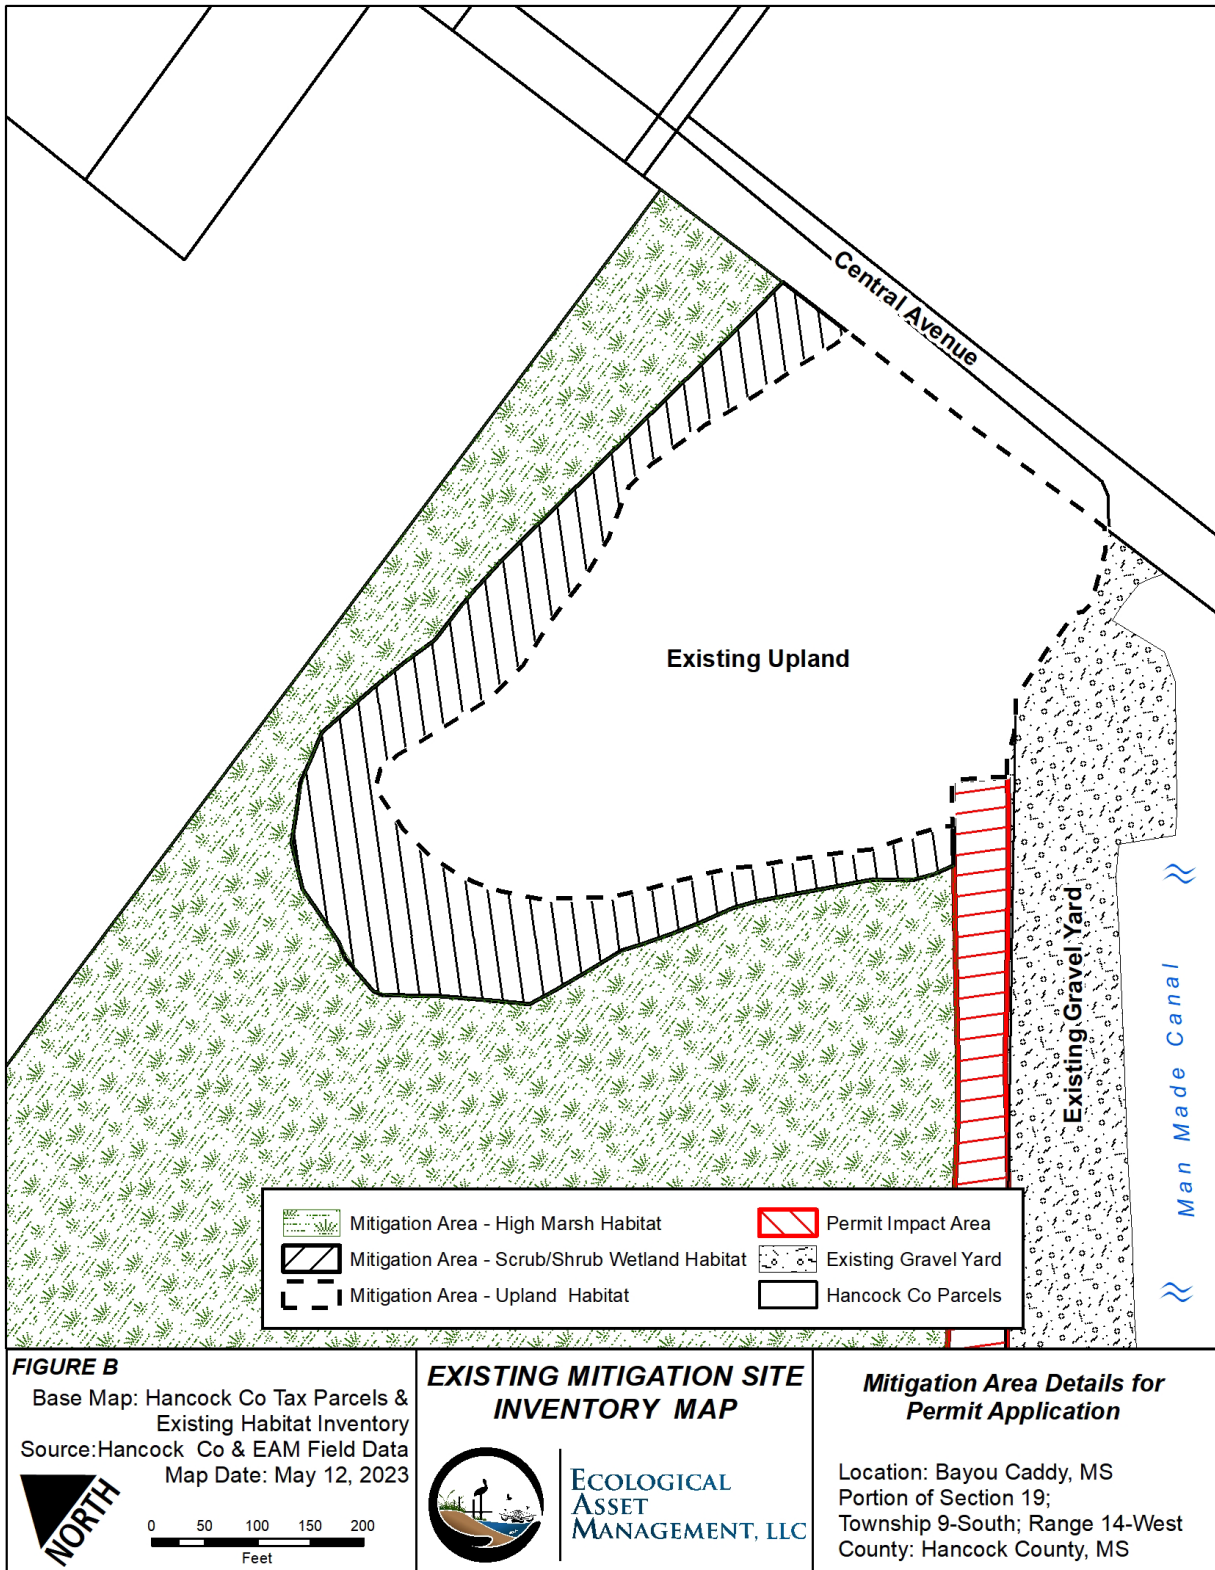 Central Avenue
Existing Upland
Existing Gravel Yard
Man Made Canal
Mitigation Area - High Marsh Habitat
Mitigation Area - Scrub/Shrub Wetland Habitat
Mitigation Area - Upland Habitat
Permit Impact Area
Existing Gravel Yard
Hancock Co Parcels
FIGURE B
Base Map: Hancock Co Tax Parcels &
Existing Habitat Inventory
Source:Hancock Co & EAM Field Data
Map Date: May 12, 2023
NORTH
0 50 100 150 200
Feet
EXISTING MITIGATION SITE
INVENTORY MAP
ECOLOGICAL
ASSET
MANAGEMENT, LLC
Mitigation Area Details for
Permit Application
Location: Bayou Caddy, MS
Portion of Section 19;
Township 9-South; Range 14-West
County: Hancock County, MS